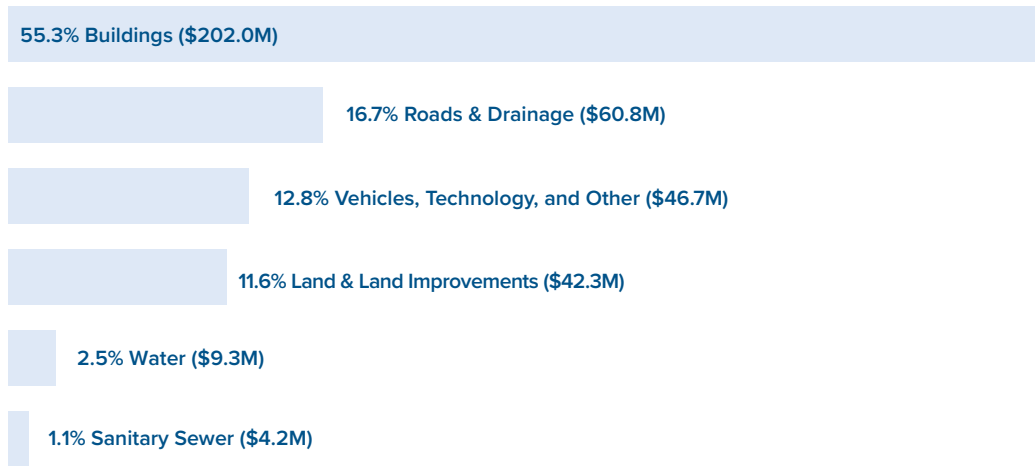 55.3% Buildings ($202.0M)
16.7% Roads & Drainage ($60.8M)
12.8% Vehicles, Technology, and Other ($46.7M)
11.6% Land & Land Improvements ($42.3M)
2.5% Water ($9.3M)
1.1% Sanitary Sewer ($4.2M)